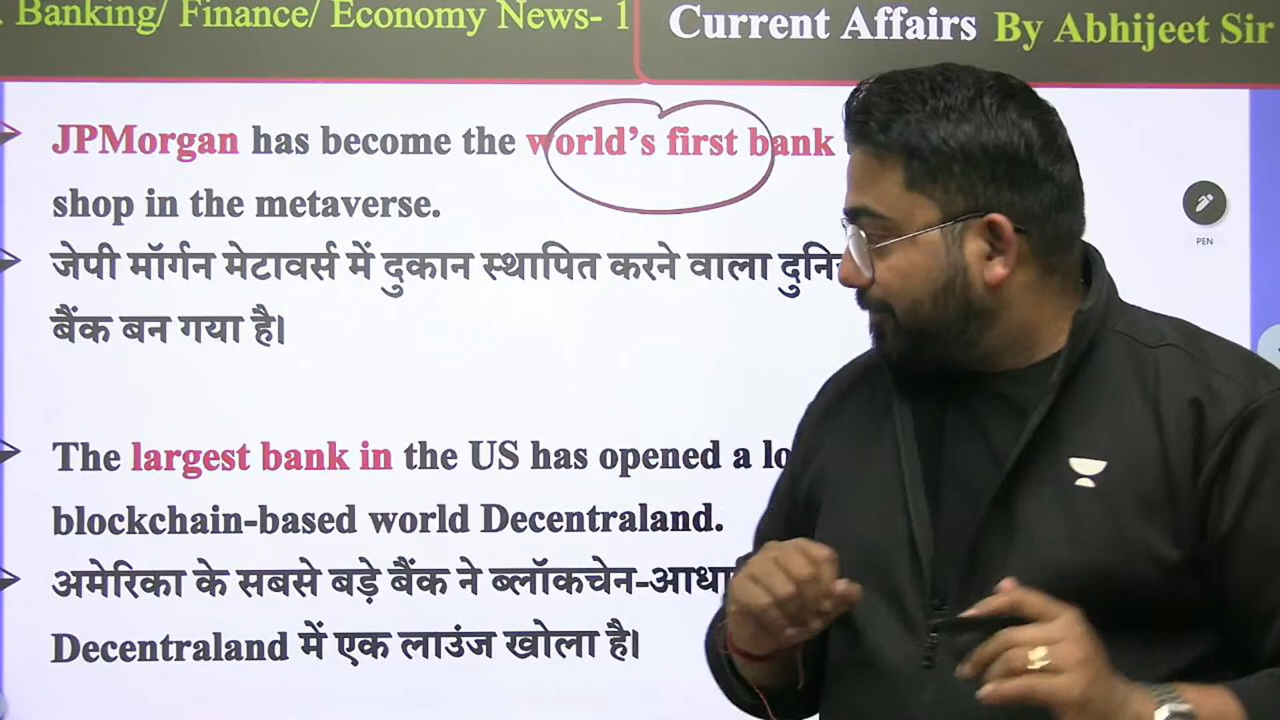 . Banking/ Finance/ Economy News- 1
Current Affairs By Abhijeet Sir
JPMorgan has become the world's first bank
shop in the metaverse.
जेपी मॉर्गन मेटावर्स में दुकान स्थापित करने वाला
बैंक बन गया है।
The largest bank in the US has opened a
blockchain-based world Decentraland.
अमेरिका के सबसे बड़े बैंक ने ब्लॉकचेन-
Decentraland में एक लाउंज खोला है।
PEN